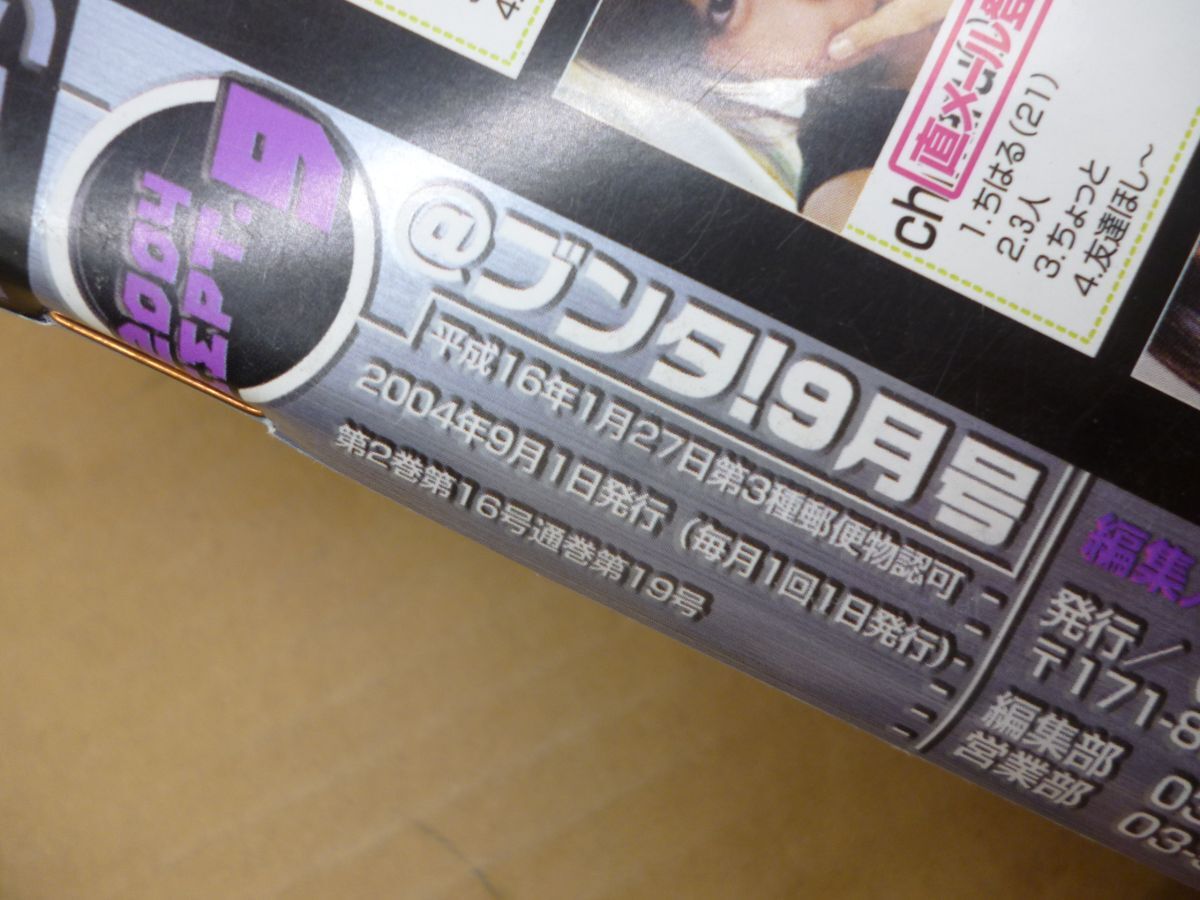 2004
SEPT. 9
@ブンタ!9月号
平成16年1月27日第3種郵便物認可
2004年9月1日発行（毎月1回1日発行）
第2巻第16号通巻第19号
直メール
ch
1.ちはる(21)
2.3人
3.ちょっと
4.友達ほし～
4.
編集
発行／
〒171-8
編集部 03
営業部 03-